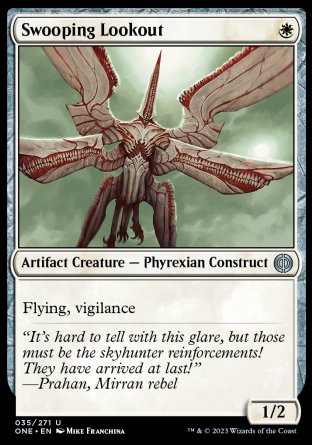 Swooping Lookout
Artifact Creature — Phyrexian Construct
Flying, vigilance
“It’s hard to tell with this glare, but those
must be the skyhunter reinforcements!
They have arrived at last!”
—Prahan, Mirran rebel
1/2
035/271 U
ONE • EN Mike Franchina
™ & © 2023 Wizards of the Coast